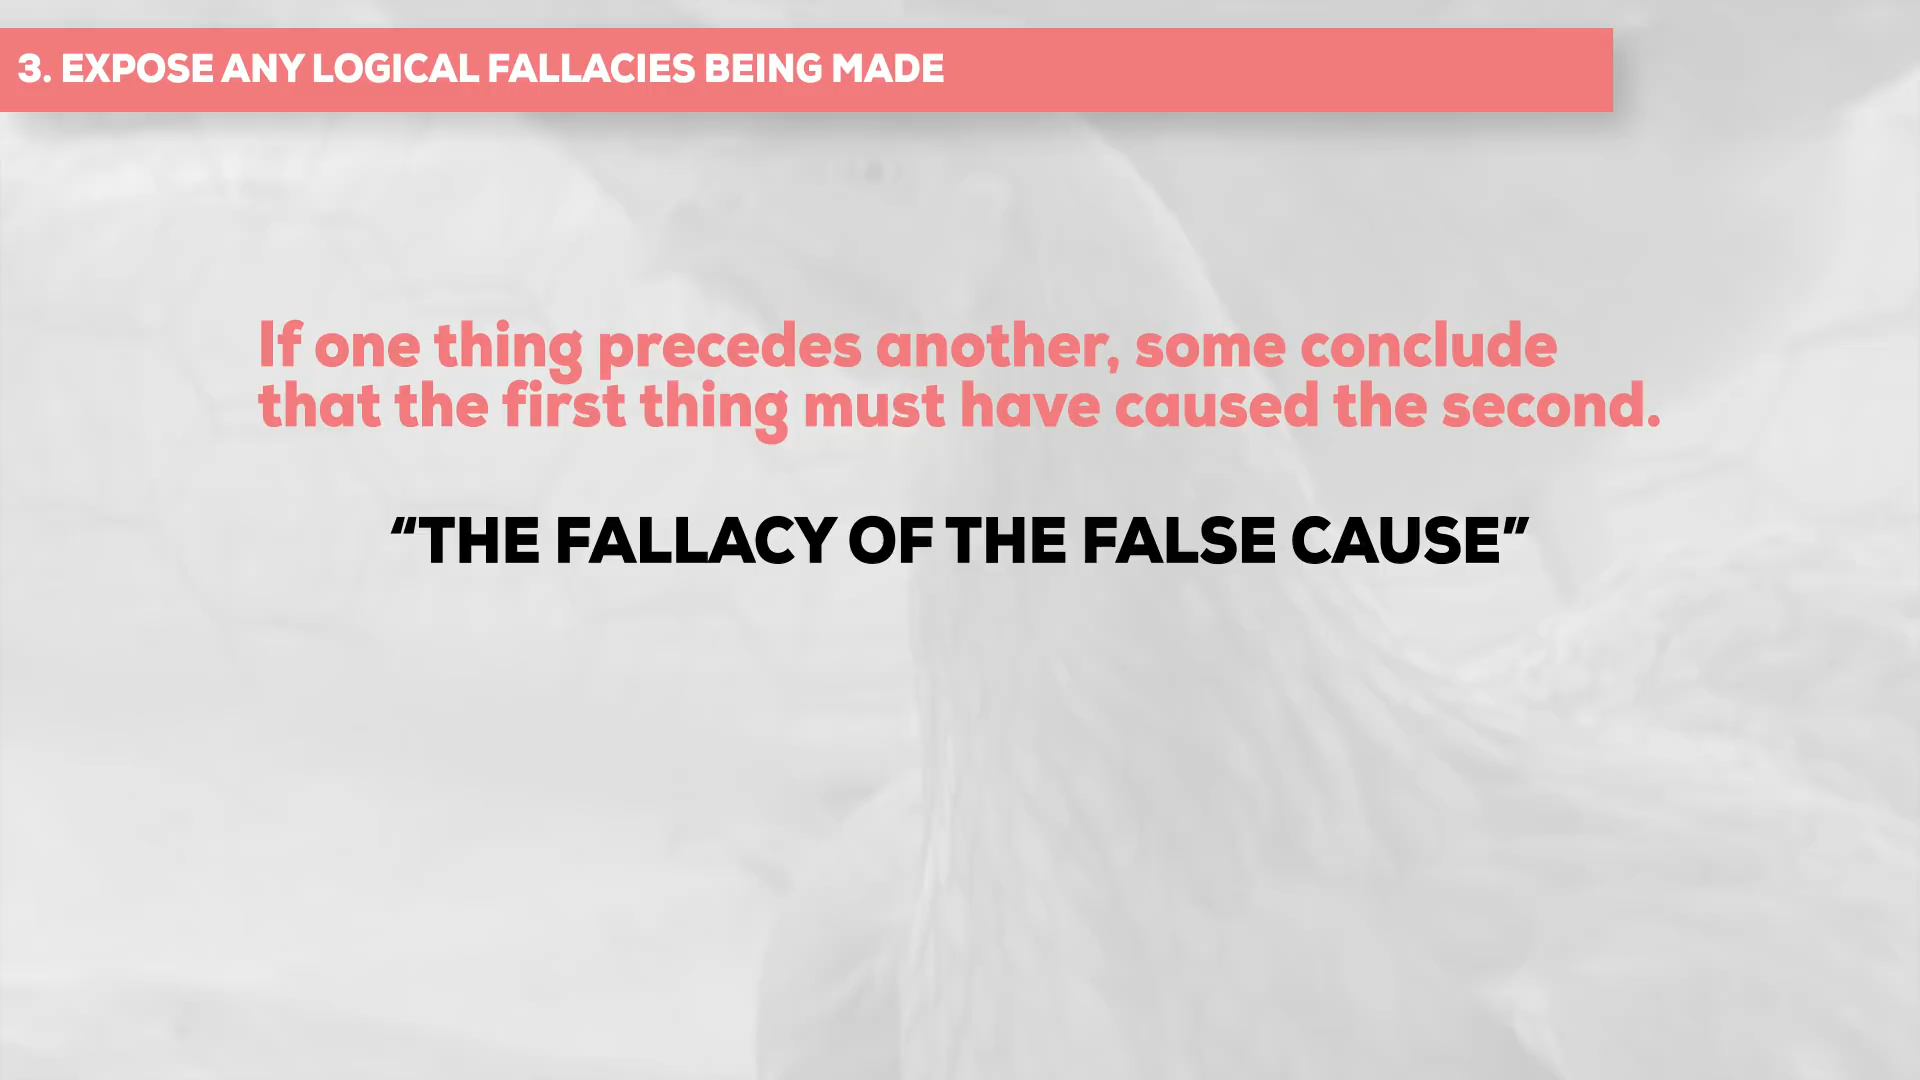 3. EXPOSE ANY LOGICAL FALLACIES BEING MADE
If one thing precedes another, some conclude
that the first thing must have caused the second.
“THE FALLACY OF THE FALSE CAUSE”